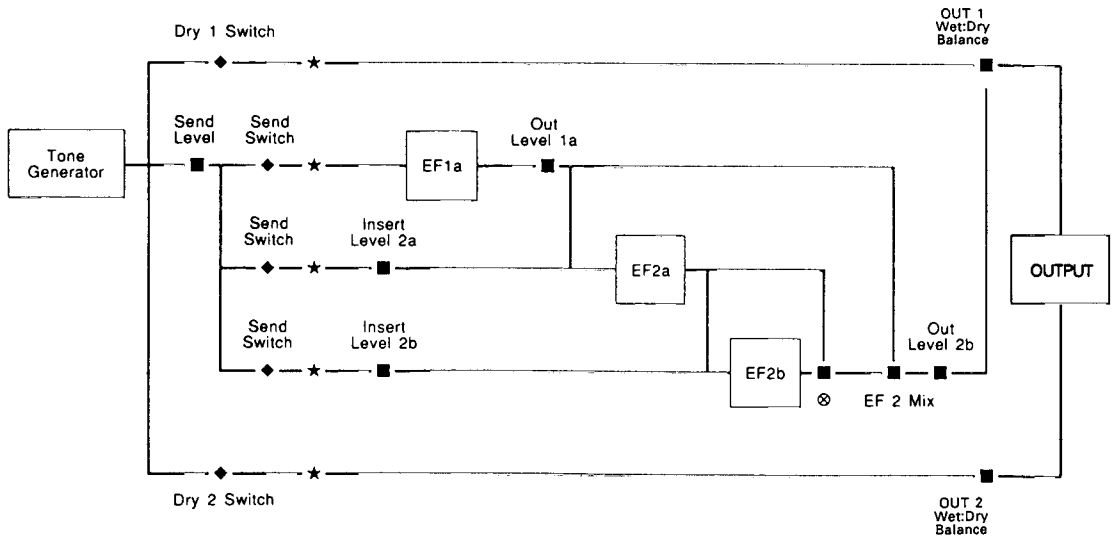 Dry 1 Switch
OUT 1
Wet:Dry
Balance
Send
Level
Send
Switch
Out
Level 1a
Tone
Generator
EF1a
Send
Switch
Insert
Level 2a
EF2a
OUTPUT
Send
Switch
Insert
Level 2b
Out
Level 2b
EF2b
EF 2 Mix
Dry 2 Switch
OUT 2
Wet:Dry
Balance